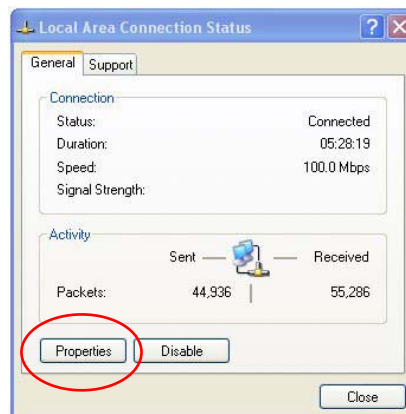 Local Area Connection Status
General Support
Connection
Status: Connected
Duration: 05:28:19
Speed: 100.0 Mbps
Signal Strength:
Activity
Sent Received
Packets: 44,936 55,286
Properties Disable
Close